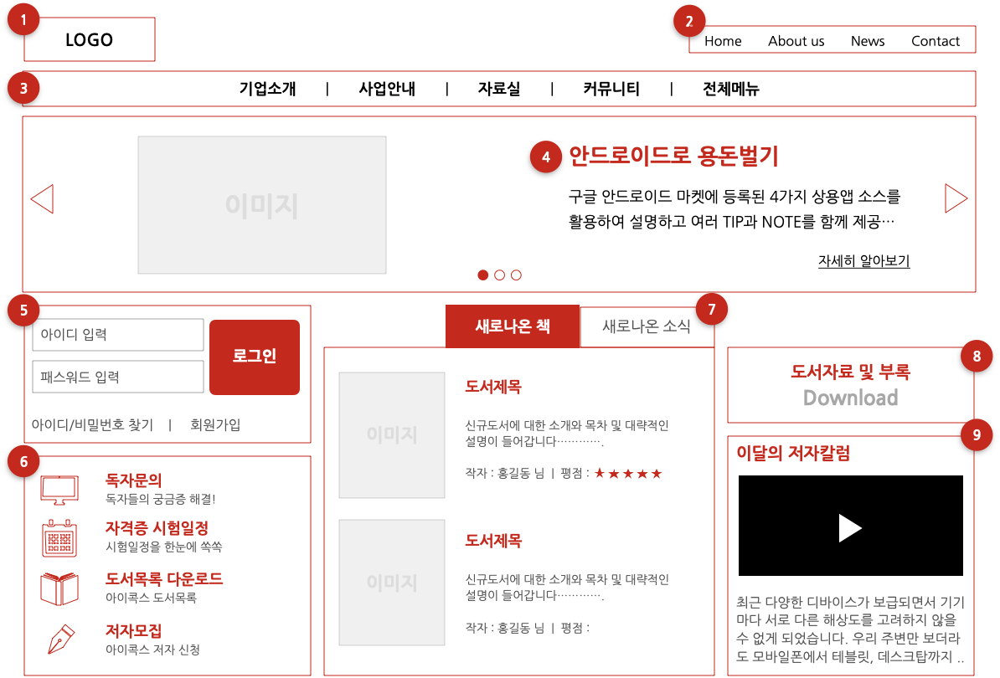 1
LOGO
2
Home About us News Contact
3
기업소개 | 사업안내 | 자료실 | 커뮤니티 | 전체메뉴
이미지
4
안드로이드로 용돈벌기
구글 안드로이드 마켓에 등록된 4가지 상용앱 소스를
활용하여 설명하고 여러 TIP과 NOTE를 함께 제공…
자세히 알아보기
5
아이디 입력
패스워드 입력
로그인
아이디/비밀번호 찾기 | 회원가입
6
독자문의
독자들의 궁금증 해결!
자격증 시험일정
시험일정을 한눈에 쏙쏙
도서목록 다운로드
아이콕스 도서목록
저자모집
아이콕스 저자 신청
7
새로나온 책
새로나온 소식
이미지
도서제목
신규도서에 대한 소개와 목차 및 대략적인
설명이 들어갑니다………….
작자 : 홍길동 님 | 평점 : ★★★★★
이미지
도서제목
신규도서에 대한 소개와 목차 및 대략적인
설명이 들어갑니다………….
작자 : 홍길동 님 | 평점 :
8
도서자료 및 부록
Download
9
이달의 저자칼럼
최근 다양한 디바이스가 보급되면서 기기
마다 서로 다른 해상도를 고려하지 않을
수 없게 되었습니다. 우리 주변만 보더라
도 모바일폰에서 테블릿, 데스크탑까지 ..